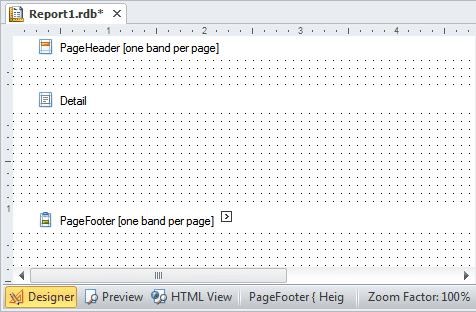 Report1.rdb*
1 2 3 4
PageHeader [one band per page]
Detail
1
PageFooter [one band per page]
Designer Preview HTML View PageFooter { Heig Zoom Factor: 100%